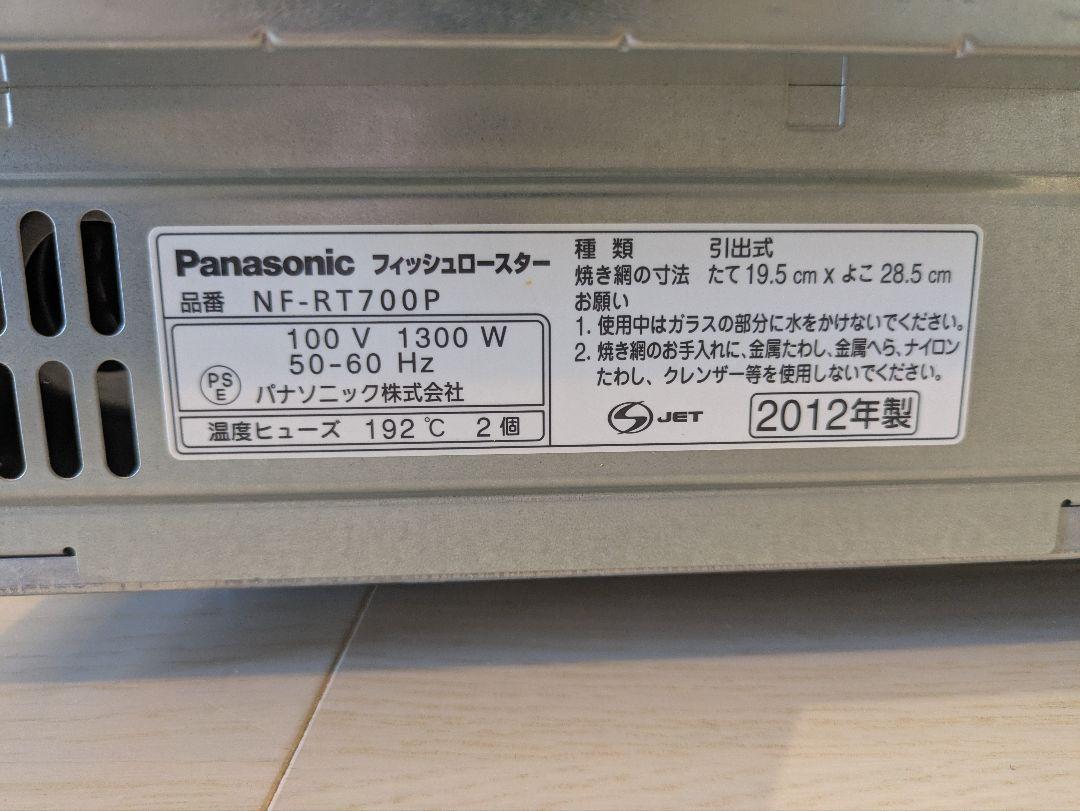 Panasonic フィッシュロースター
品番 NF-RT700P
100 V 1300 W
50-60 Hz
PS
E
パナソニック株式会社
温度ヒューズ 192℃ 2個
種類 引出式
焼き網の寸法 たて 19.5 cm x よこ 28.5 cm
お願い
1. 使用中はガラスの部分に水をかけないでください。
2. 焼き網のお手入れに、金属たわし、金属へら、ナイロン
たわし、クレンザー等を使用しないでください。
JET
2012年製